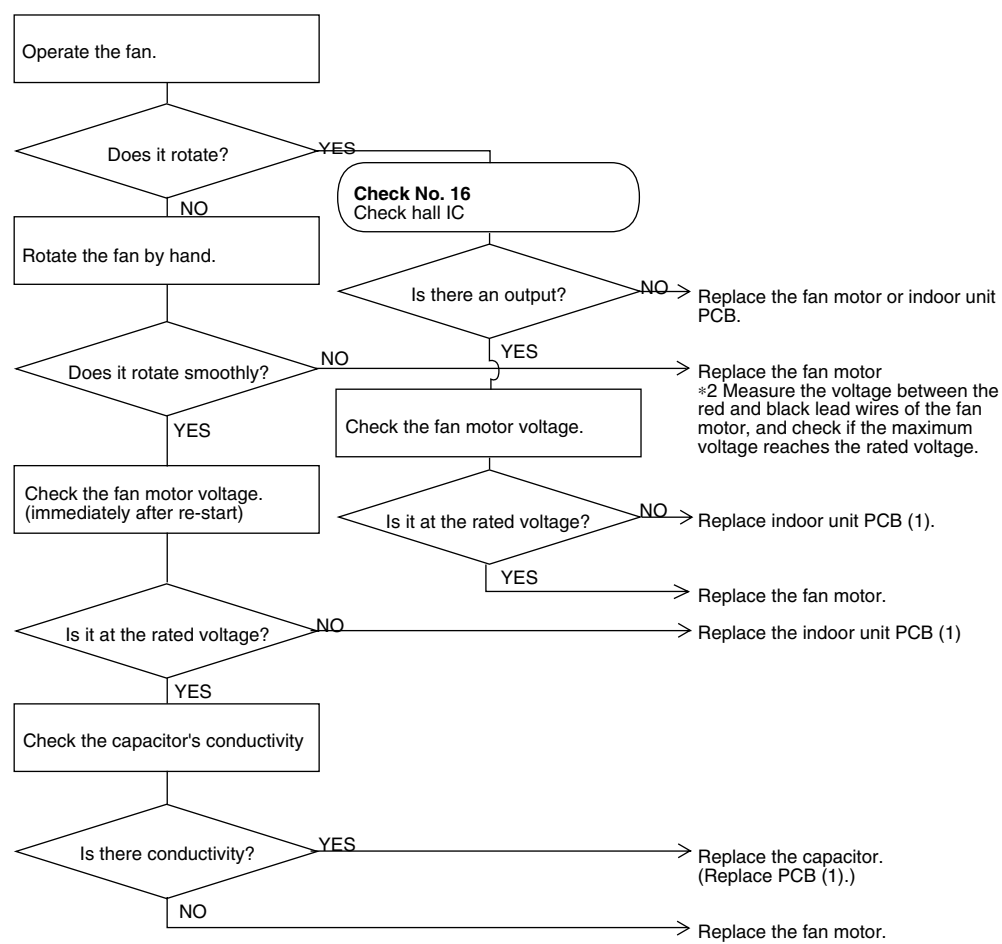 Operate the fan.
Does it rotate?
YES
Check No. 16
Check hall IC
NO
Rotate the fan by hand.
Is there an output?
NO
Replace the fan motor or indoor unit
PCB.
YES
Does it rotate smoothly?
NO
Replace the fan motor
*2 Measure the voltage between the
red and black lead wires of the fan
motor, and check if the maximum
voltage reaches the rated voltage.
YES
Check the fan motor voltage.
Check the fan motor voltage.
(immediately after re-start)
Is it at the rated voltage?
NO
Replace indoor unit PCB (1).
YES
Replace the fan motor.
Is it at the rated voltage?
NO
Replace the indoor unit PCB (1)
YES
Check the capacitor's conductivity
Is there conductivity?
YES
Replace the capacitor.
(Replace PCB (1).)
NO
Replace the fan motor.